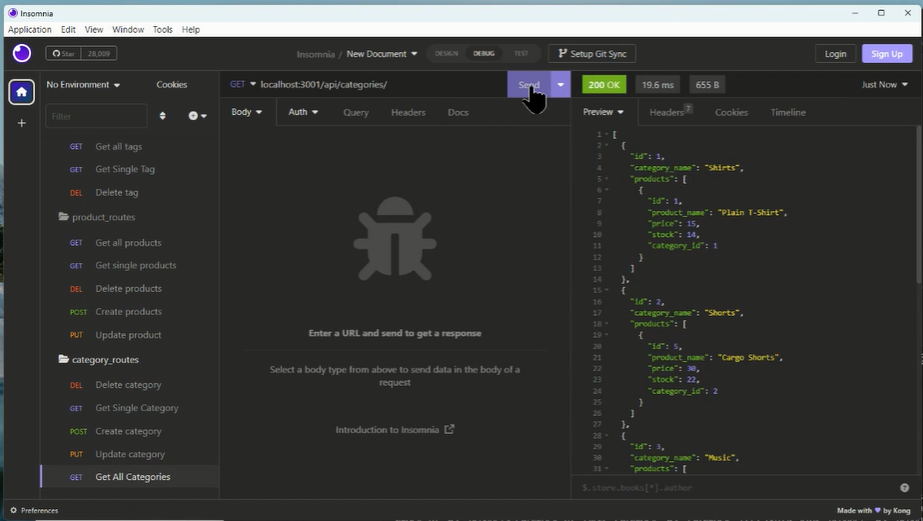 Insomnia
Application Edit View Window Tools Help
Star 28,009
Insomnia / New Document
DESIGN DEBUG TEST
Setup Git Sync
Login
Sign Up
No Environment
Cookies
GET localhost:3001/api/categories/
Send
200 OK 19.6 ms 655 B
Just Now
Filter
Body Auth Query Headers Docs
Preview Headers 7 Cookies Timeline
GET Get all tags
GET Get Single Tag
DEL Delete tag
product_routes
GET Get all products
GET Get single products
DEL Delete products
POST Create products
PUT Update product
category_routes
DEL Delete category
GET Get Single Category
POST Create category
PUT Update category
GET Get All Categories
Enter a URL and send to get a response
Select a body type from above to send data in the body of a
request
Introduction to Insomnia
1 [
2 {
3 "id": 1,
4 "category_name": "Shirts",
5 "products": [
6 {
7 "id": 1,
8 "product_name": "Plain T-Shirt",
9 "price": 15,
10 "stock": 14,
11 "category_id": 1
12 }
13 ]
14 },
15 {
16 "id": 2,
17 "category_name": "Shorts",
18 "products": [
19 {
20 "id": 5,
21 "product_name": "Cargo Shorts",
22 "price": 30,
23 "stock": 22,
24 "category_id": 2
25 }
26 ]
27 },
28 {
29 "id": 3,
30 "category_name": "Music",
31 "products": [
$.store.books[*].author
Preferences
Made with by Kong